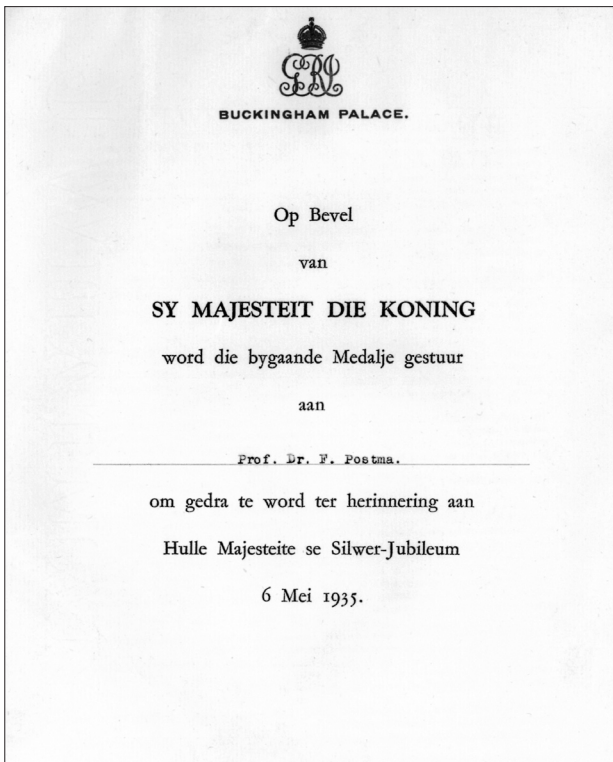 GRI
BUCKINGHAM PALACE.
Op Bevel
van
SY MAJESTEIT DIE KONING
word die bygaande Medalje gestuur
aan
Prof. Dr. F. Postma.
om gedra te word ter herinnering aan
Hulle Majesteite se Silwer-Jubileum
6 Mei 1935.